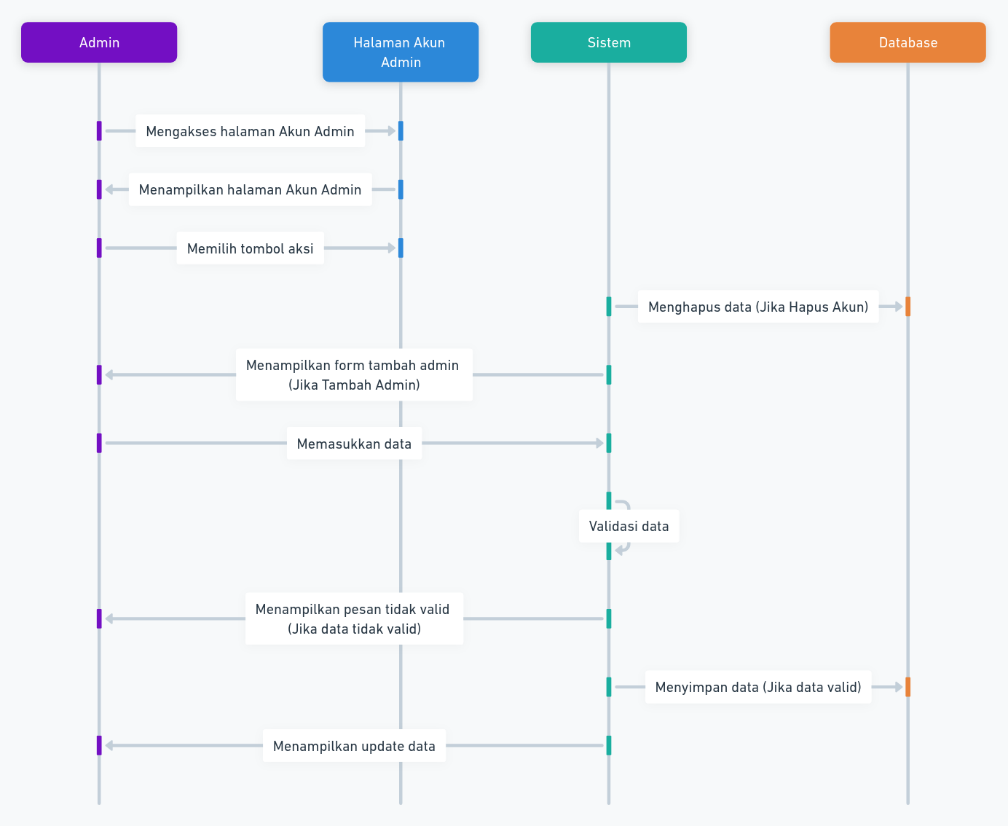 Admin
Halaman Akun
Admin
Sistem
Database
Mengakses halaman Akun Admin
Menampilkan halaman Akun Admin
Memilih tombol aksi
Menghapus data (Jika Hapus Akun)
Menampilkan form tambah admin
(Jika Tambah Admin)
Memasukkan data
Validasi data
Menampilkan pesan tidak valid
(Jika data tidak valid)
Menyimpan data (Jika data valid)
Menampilkan update data